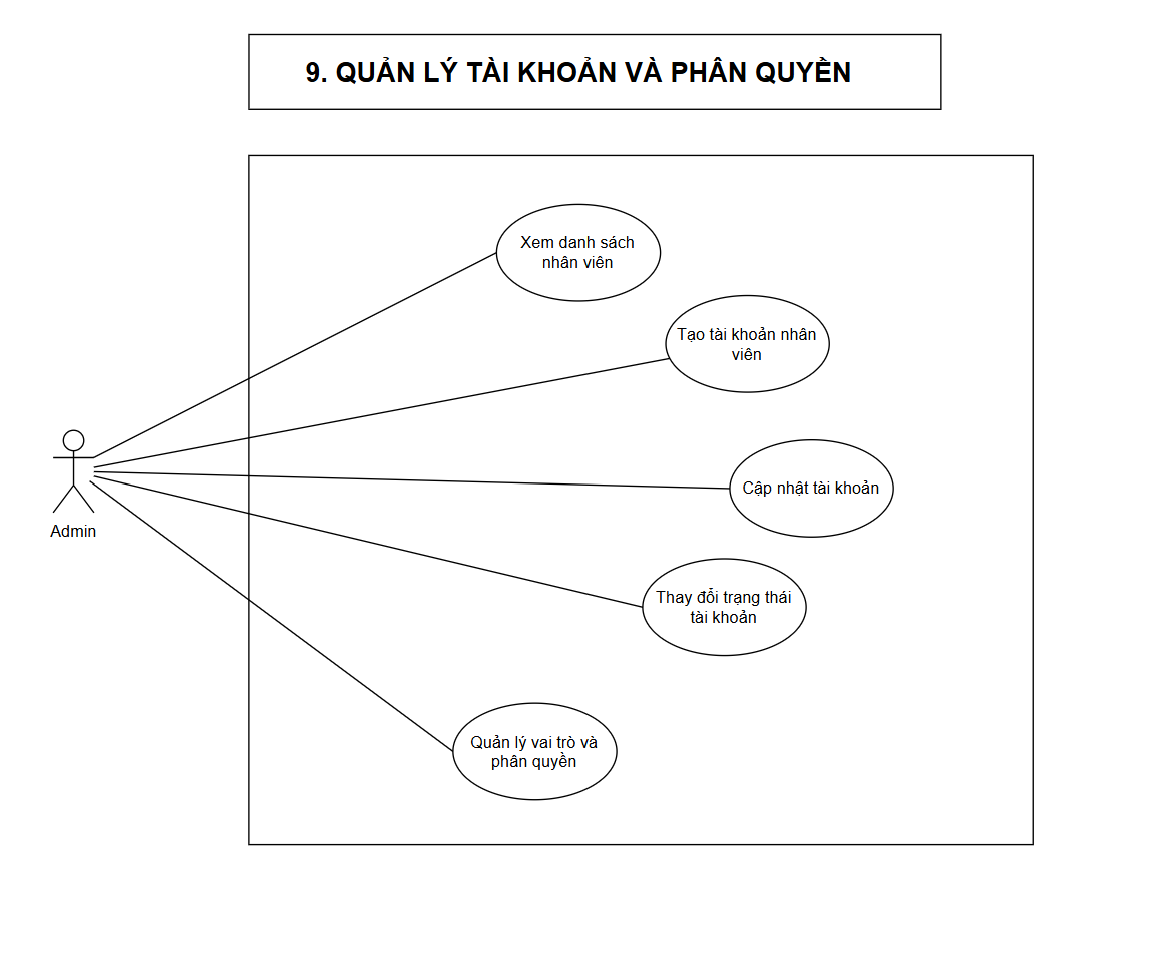 9. QUẢN LÝ TÀI KHOẢN VÀ PHÂN QUYỀN
Xem danh sách
nhân viên
Tạo tài khoản nhân
viên
Cập nhật tài khoản
Admin
Thay đổi trạng thái
tài khoản
Quản lý vai trò và
phân quyền